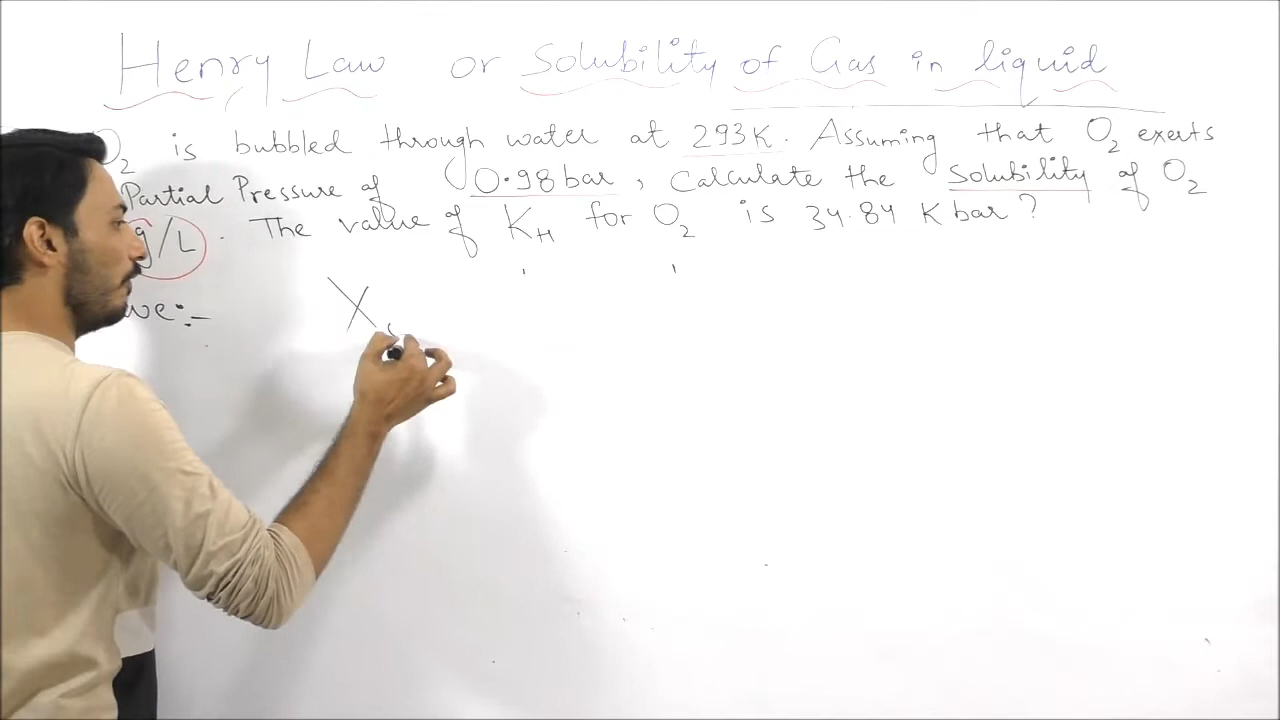 Henry Law or Solubility of Gas in liquid
O2 is bubbled through water at 293K. Assuming that O2 exerts
Partial Pressure of 0.98bar, Calculate the Solubility of O2
g/L. The value of KH for O2 is 34.84 K bar?
ve:-
X